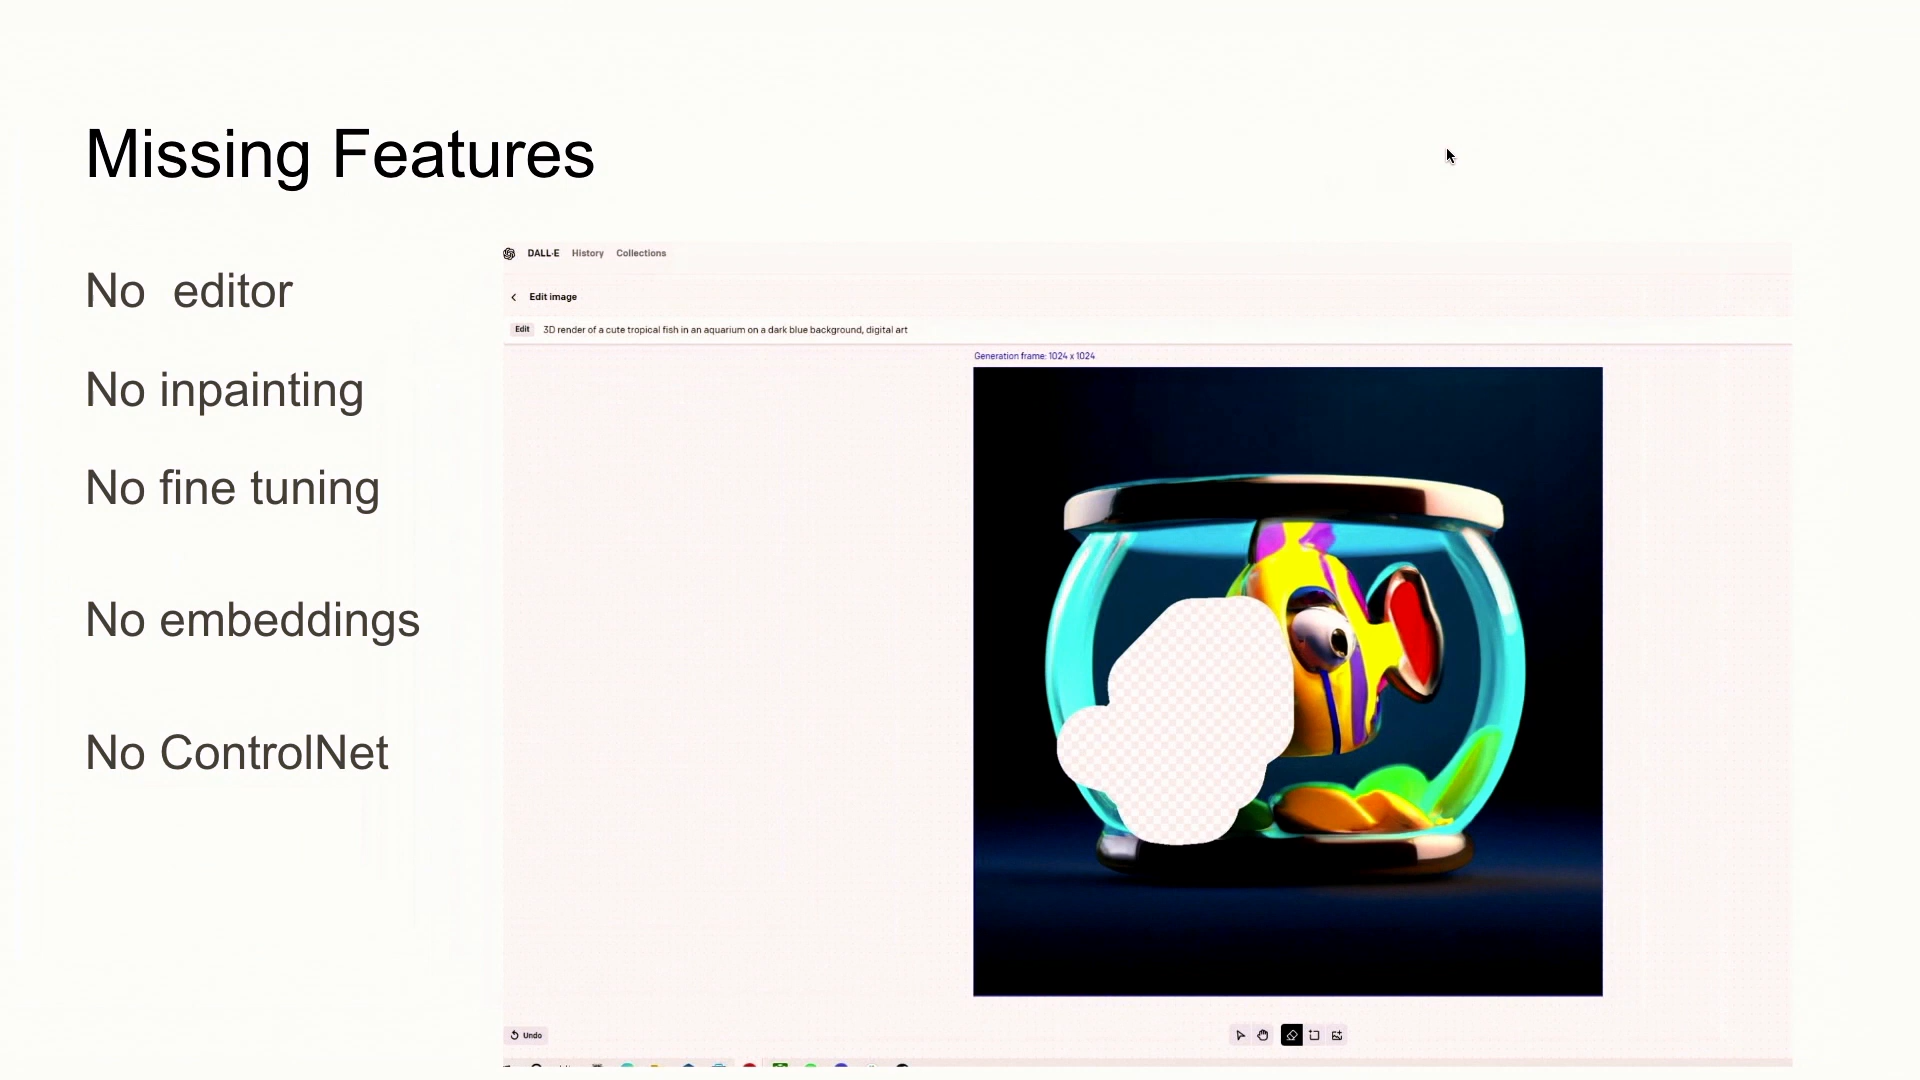 Missing Features
No editor
No inpainting
No fine tuning
No embeddings
No ControlNet
DALL·E History Collections
Edit image
Edit 3D render of a cute tropical fish in an aquarium on a dark blue background, digital art
Generation frame: 1024 x 1024
Undo